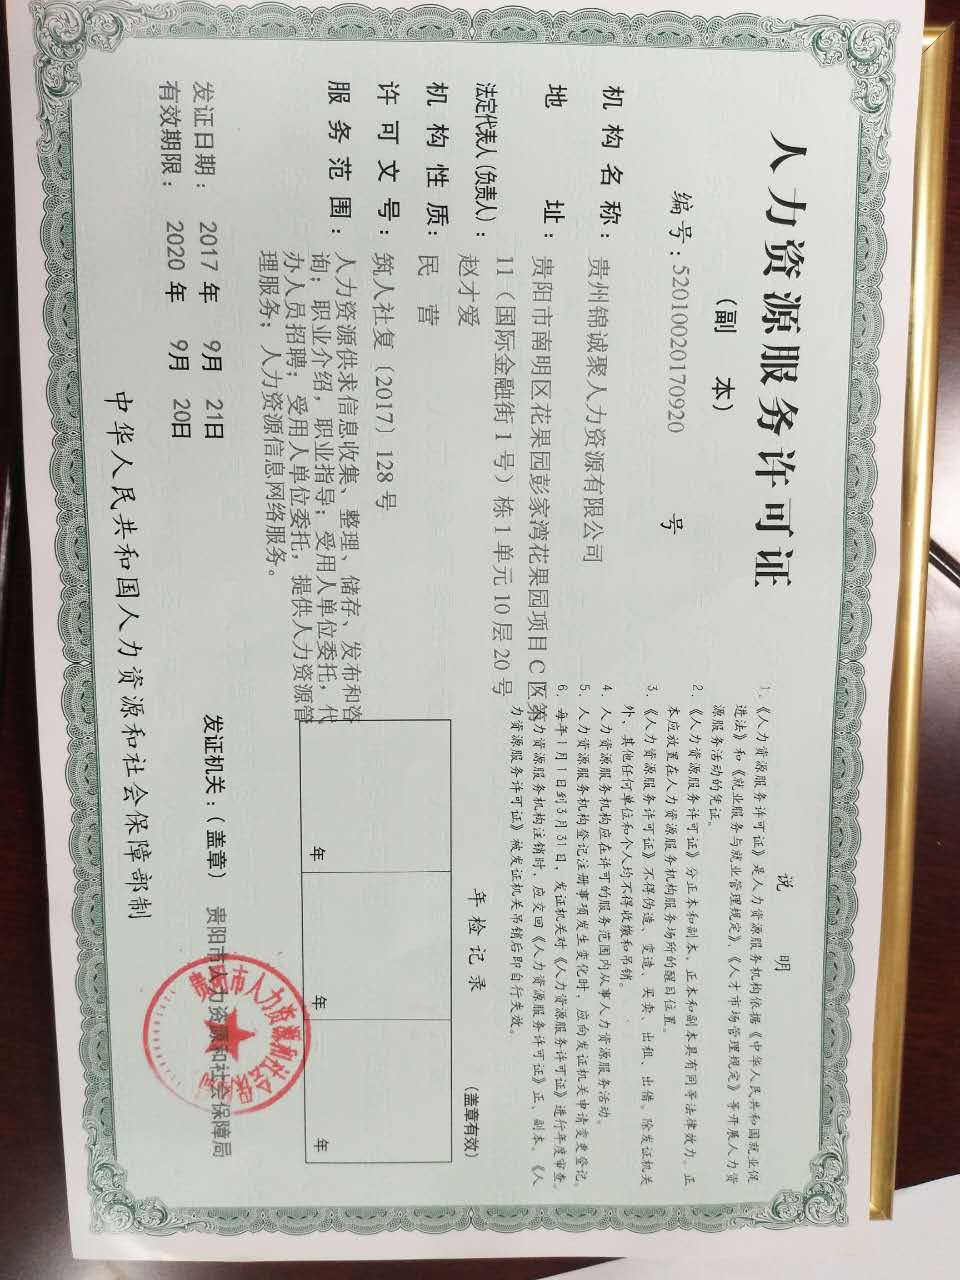 人力资源服务许可证
（副　本）
编号：52010020170920　号
机构名称：贵州锦诚聚人力资源有限公司
地　址：贵阳市南明区花果园彭家湾花果园项目C区第
11（国际金融街1号）栋1单元10层20号
法定代表人（负责人）：赵才爱
机构性质：民　营
许可文号：筑人社复（2017）128号
服务范围：人力资源供求信息收集、整理、储存、发布和咨
询；职业介绍，职业指导；受用人单位委托，代
办人员招聘；受用人单位委托，提供人力资源管
理服务；人力资源信息网络服务。
发证日期：2017年 9月 21日
有效期限：2020年 9月 20日
说　明
1．《人力资源服务许可证》是人力资源服务机构依据《中华人民共和国就业促
进法》和《就业服务与就业管理规定》、《人才市场管理规定》等开展人力资
源服务活动的凭证。
2．《人力资源服务许可证》分正本和副本，正本和副本具有同等法律效力。正
本应放置在人力资源服务机构服务场所的醒目位置。
3．《人力资源服务许可证》不得伪造、变造、买卖、出租、出借。除发证机关
外，其他任何单位和个人均不得收缴和吊销。
4．人力资源服务机构应在许可的服务范围内从事人力资源服务活动。
5．人力资源服务机构登记注册事项发生变化时，应向发证机关申请变更登记。
6．每年1月1日到3月31日，发证机关对《人力资源服务许可证》进行年度审查。
人力资源服务机构注销时，应交回《人力资源服务许可证》正、副本。《人
力资源服务许可证》被发证机关吊销后即自行失效。
年检记录
（盖章有效）
年
年
年
发证机关：（盖章）贵阳市人力资源和社会保障局
贵阳市人力资源和社会保障局
中华人民共和国人力资源和社会保障部制